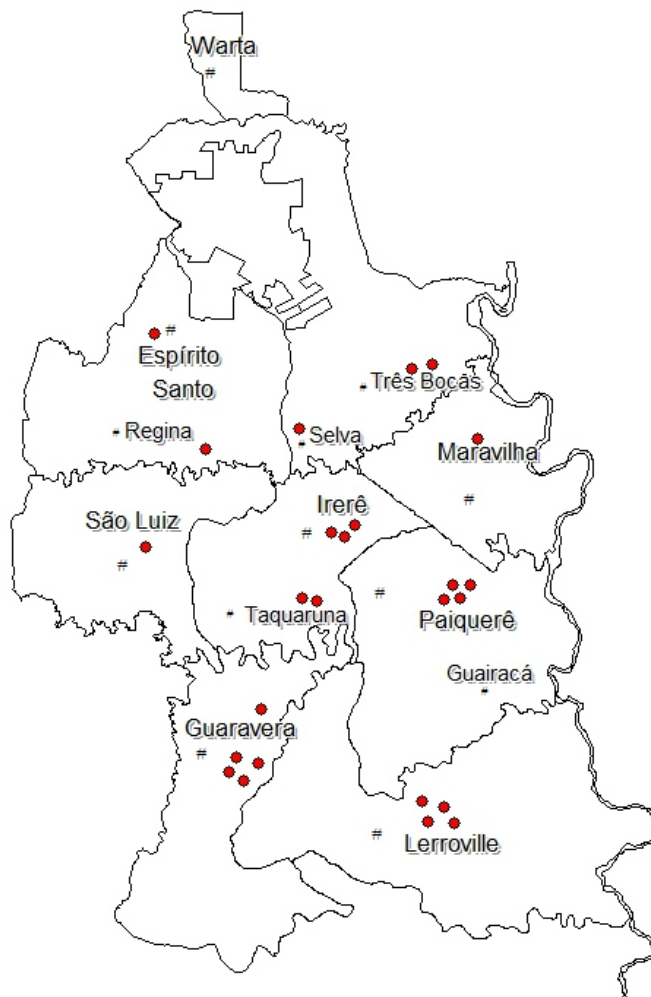 Warta
#
#
Espírito
Santo
Três Bocas
#
# Regina
Selva
#
Maravilha
#
São Luiz
#
Irerê
#
#
Paiquerê
# Taquaruna
Guairacá
#
Guaravera
#
#
Lerroville